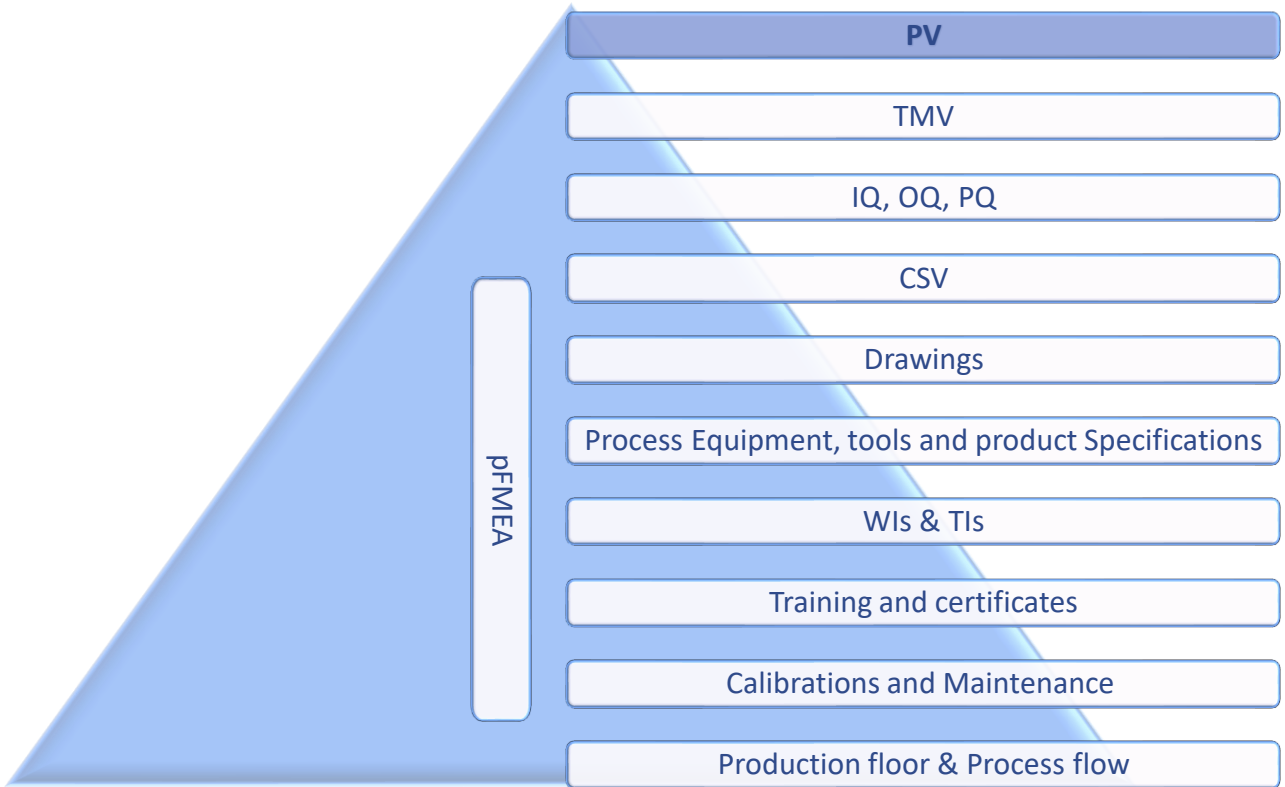 PV
TMV
IQ, OQ, PQ
CSV
Drawings
Process Equipment, tools and product Specifications
WIs & TIs
Training and certificates
Calibrations and Maintenance
Production floor & Process flow
pFMEA